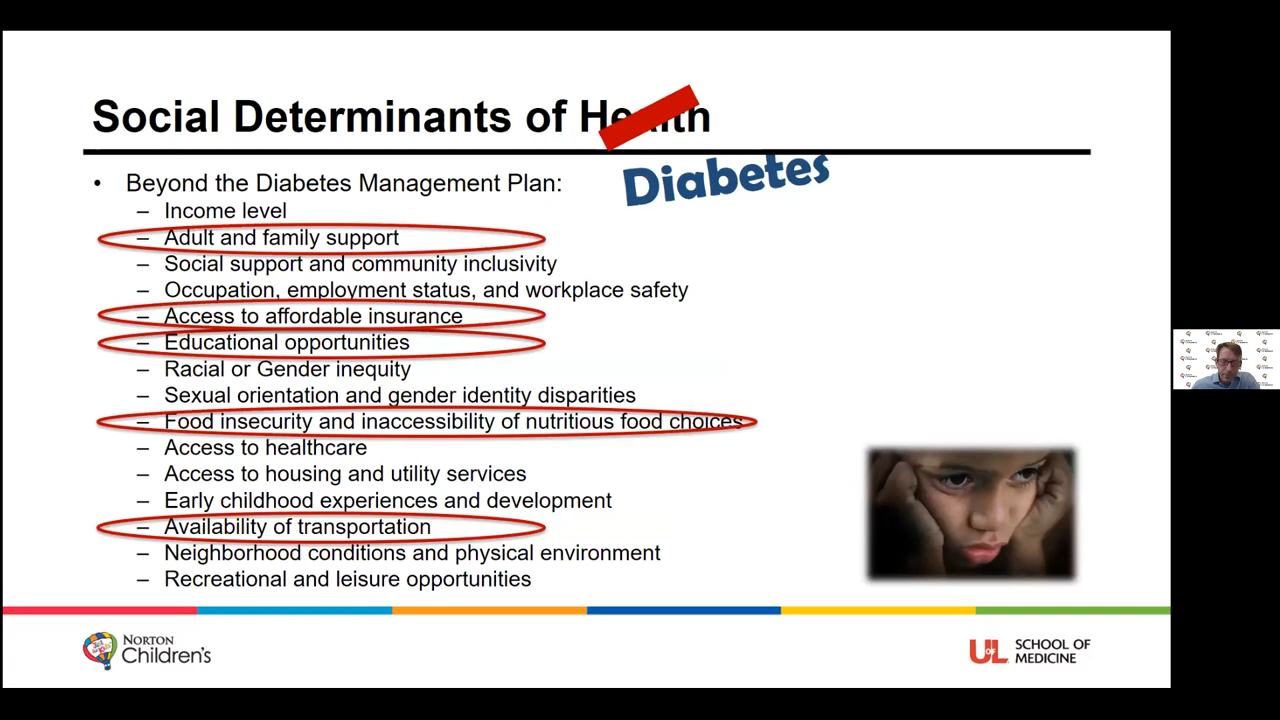 Social Determinants of Health
Diabetes
• Beyond the Diabetes Management Plan:
– Income level
– Adult and family support
– Social support and community inclusivity
– Occupation, employment status, and workplace safety
– Access to affordable insurance
– Educational opportunities
– Racial or Gender inequity
– Sexual orientation and gender identity disparities
– Food insecurity and inaccessibility of nutritious food choices
– Access to healthcare
– Access to housing and utility services
– Early childhood experiences and development
– Availability of transportation
– Neighborhood conditions and physical environment
– Recreational and leisure opportunities
NORTON
Children's
UofL
SCHOOL OF
MEDICINE